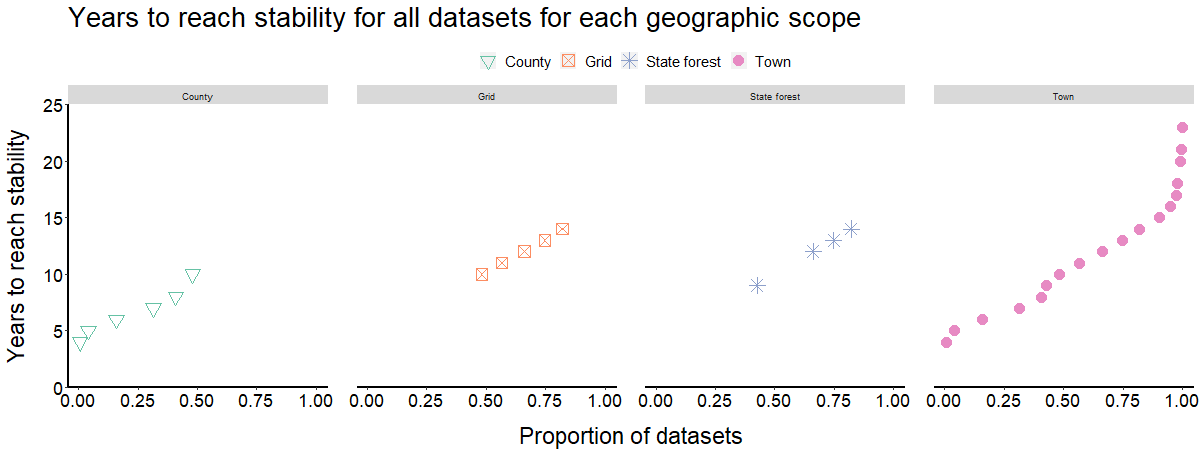 Years to reach stability for all datasets for each geographic scope
County Grid State forest Town
County Grid State forest Town
Years to reach stability
25
20
15
10
5
0
0.00 0.25 0.50 0.75 1.00 0.00 0.25 0.50 0.75 1.00 0.00 0.25 0.50 0.75 1.00 0.00 0.25 0.50 0.75 1.00
Proportion of datasets